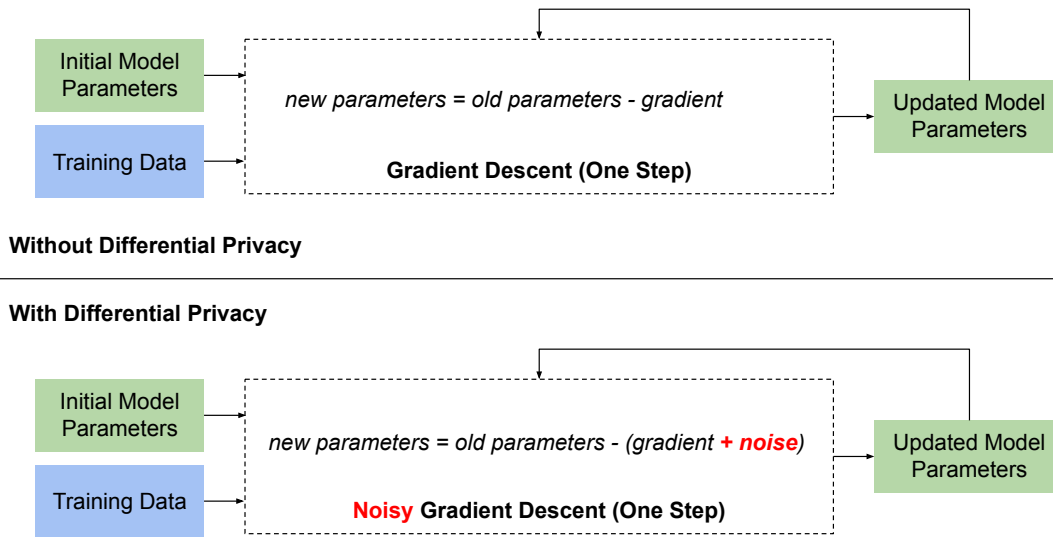 Initial Model
Parameters
new parameters = old parameters - gradient
Updated Model
Parameters
Training Data
Gradient Descent (One Step)
Without Differential Privacy
With Differential Privacy
Initial Model
Parameters
new parameters = old parameters - (gradient + noise)
Updated Model
Parameters
Training Data
Noisy Gradient Descent (One Step)